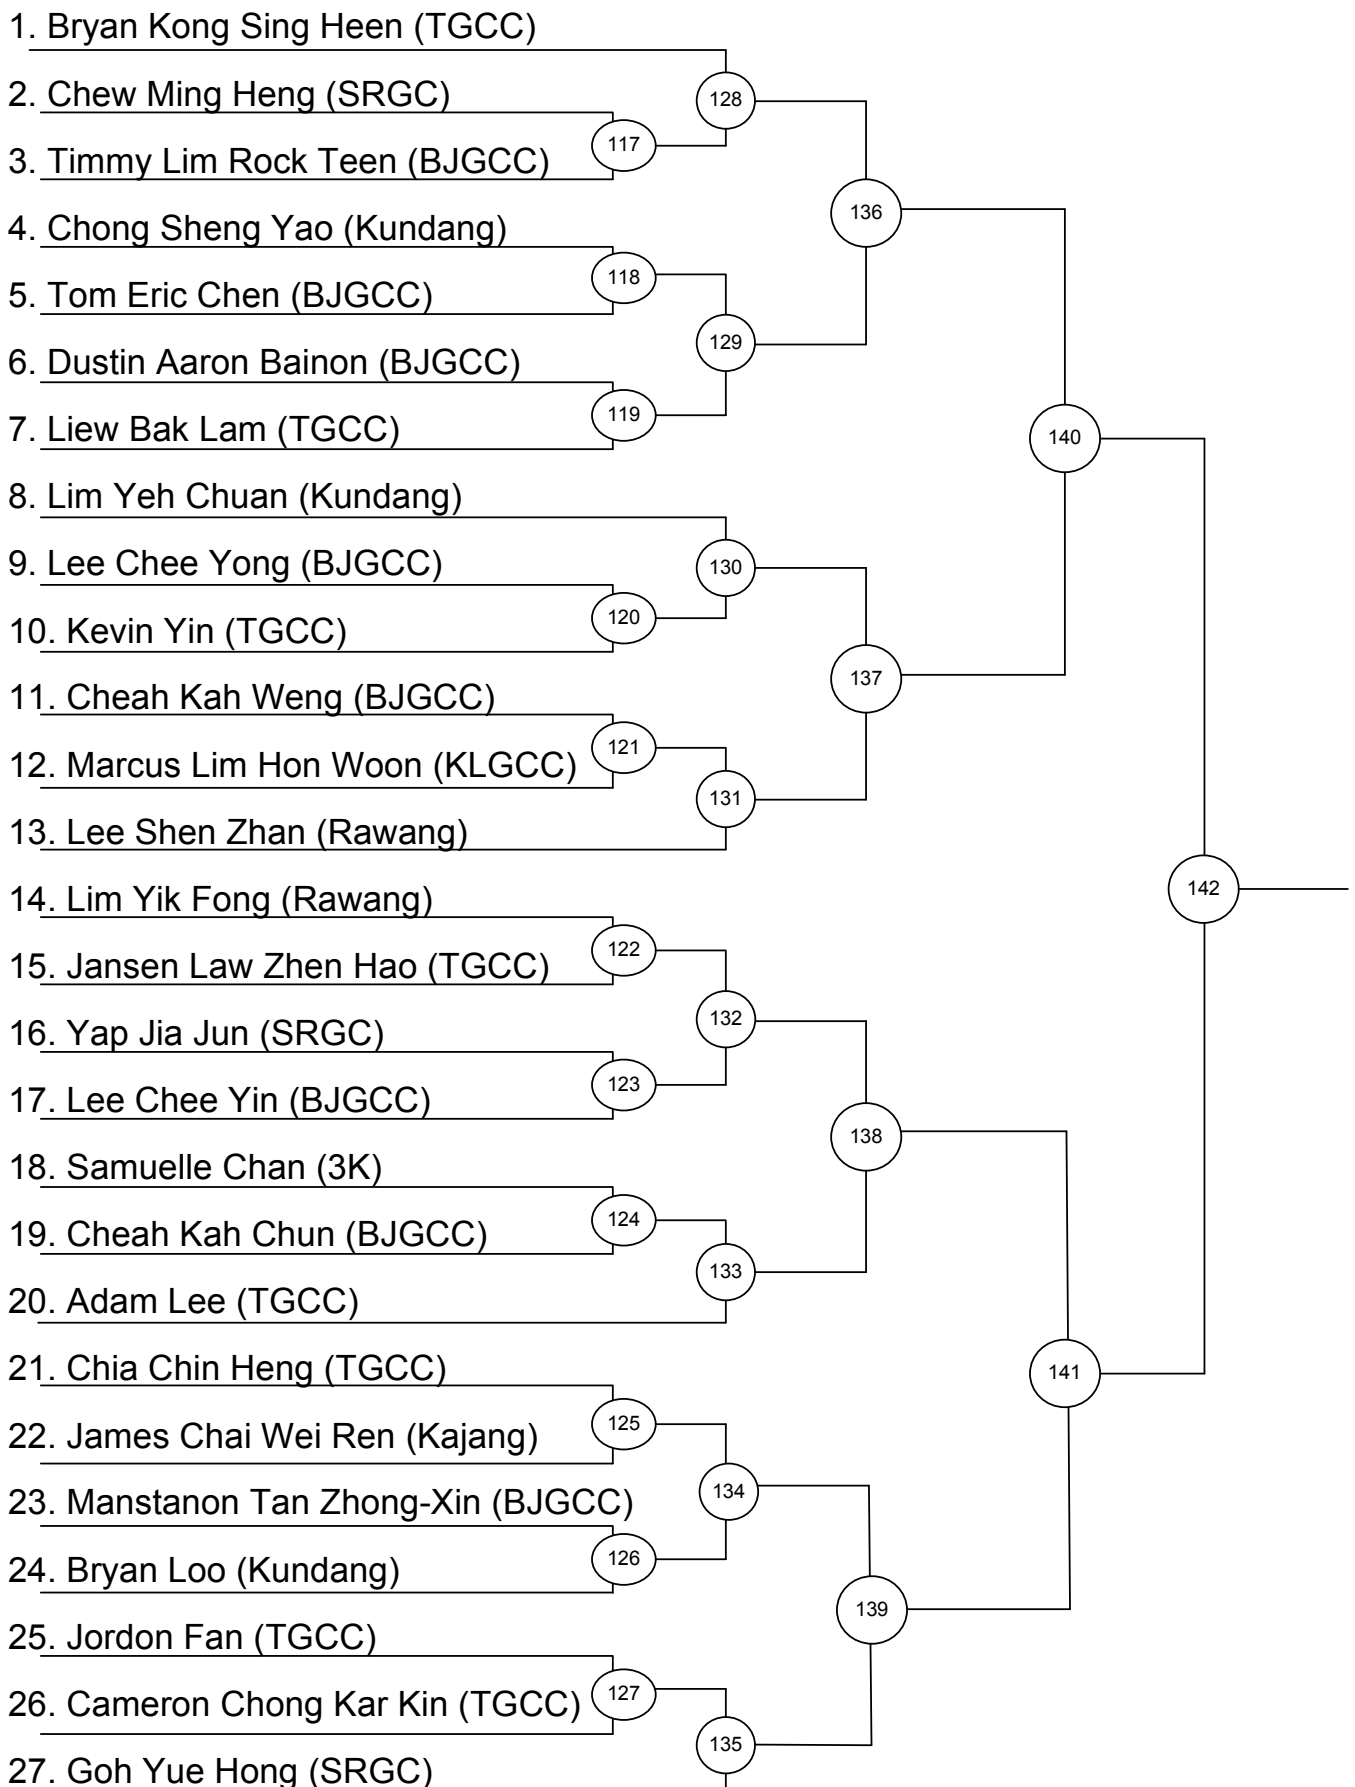 1. Bryan Kong Sing Heen (TGCC)
2. Chew Ming Heng (SRGC)
128
117
3. Timmy Lim Rock Teen (BJGCC)
136
4. Chong Sheng Yao (Kundang)
118
5. Tom Eric Chen (BJGCC)
129
6. Dustin Aaron Bainon (BJGCC)
119
7. Liew Bak Lam (TGCC)
140
8. Lim Yeh Chuan (Kundang)
9. Lee Chee Yong (BJGCC)
130
120
10. Kevin Yin (TGCC)
137
11. Cheah Kah Weng (BJGCC)
121
12. Marcus Lim Hon Woon (KLGCC)
131
13. Lee Shen Zhan (Rawang)
142
14. Lim Yik Fong (Rawang)
122
15. Jansen Law Zhen Hao (TGCC)
132
16. Yap Jia Jun (SRGC)
123
17. Lee Chee Yin (BJGCC)
138
18. Samuelle Chan (3K)
124
19. Cheah Kah Chun (BJGCC)
133
20. Adam Lee (TGCC)
21. Chia Chin Heng (TGCC)
141
125
22. James Chai Wei Ren (Kajang)
134
23. Manstanon Tan Zhong-Xin (BJGCC)
126
24. Bryan Loo (Kundang)
139
25. Jordon Fan (TGCC)
127
26. Cameron Chong Kar Kin (TGCC)
135
27. Goh Yue Hong (SRGC)